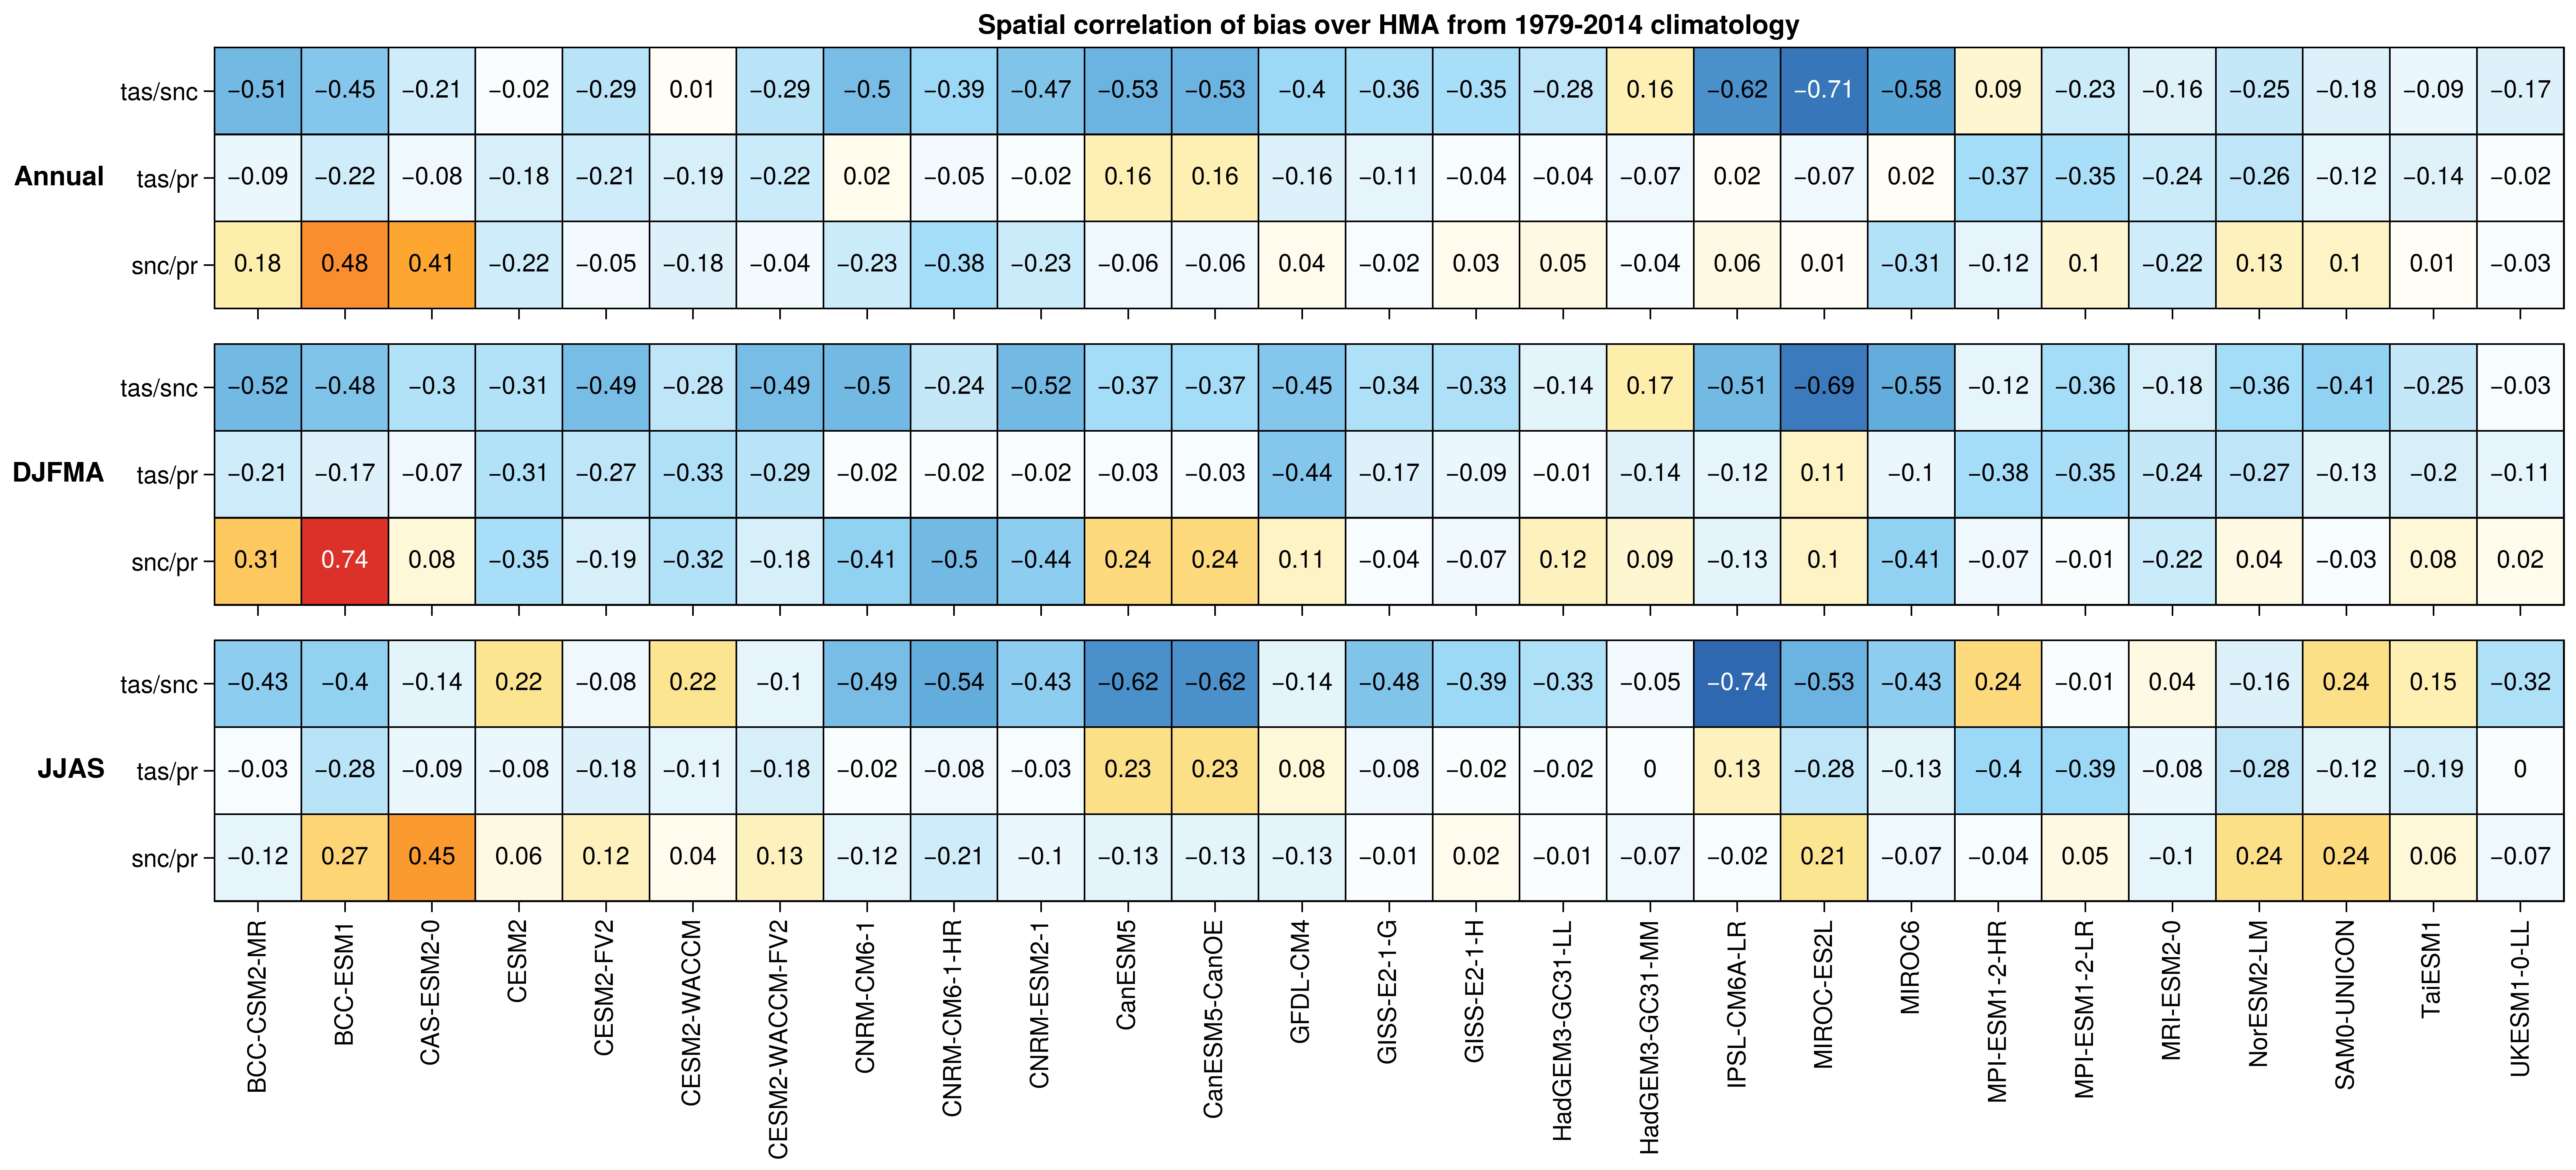 Spatial correlation of bias over HMA from 1979-2014 climatology
tas/snc −0.51 −0.45 −0.21 −0.02 −0.29 0.01 −0.29 −0.5 −0.39 −0.47 −0.53 −0.53 −0.4 −0.36 −0.35 −0.28 0.16 −0.62 −0.71 −0.58 0.09 −0.23 −0.16 −0.25 −0.18 −0.09 −0.17
Annual tas/pr −0.09 −0.22 −0.08 −0.18 −0.21 −0.19 −0.22 0.02 −0.05 −0.02 0.16 0.16 −0.16 −0.11 −0.04 −0.04 −0.07 0.02 −0.07 0.02 −0.37 −0.35 −0.24 −0.26 −0.12 −0.14 −0.02
snc/pr 0.18 0.48 0.41 −0.22 −0.05 −0.18 −0.04 −0.23 −0.38 −0.23 −0.06 −0.06 0.04 −0.02 0.03 0.05 −0.04 0.06 0.01 −0.31 −0.12 0.1 −0.22 0.13 0.1 0.01 −0.03
tas/snc −0.52 −0.48 −0.3 −0.31 −0.49 −0.28 −0.49 −0.5 −0.24 −0.52 −0.37 −0.37 −0.45 −0.34 −0.33 −0.14 0.17 −0.51 −0.69 −0.55 −0.12 −0.36 −0.18 −0.36 −0.41 −0.25 −0.03
DJFMA tas/pr −0.21 −0.17 −0.07 −0.31 −0.27 −0.33 −0.29 −0.02 −0.02 −0.02 −0.03 −0.03 −0.44 −0.17 −0.09 −0.01 −0.14 −0.12 0.11 −0.1 −0.38 −0.35 −0.24 −0.27 −0.13 −0.2 −0.11
snc/pr 0.31 0.74 0.08 −0.35 −0.19 −0.32 −0.18 −0.41 −0.5 −0.44 0.24 0.24 0.11 −0.04 −0.07 0.12 0.09 −0.13 0.1 −0.41 −0.07 −0.01 −0.22 0.04 −0.03 0.08 0.02
tas/snc −0.43 −0.4 −0.14 0.22 −0.08 0.22 −0.1 −0.49 −0.54 −0.43 −0.62 −0.62 −0.14 −0.48 −0.39 −0.33 −0.05 −0.74 −0.53 −0.43 0.24 −0.01 0.04 −0.16 0.24 0.15 −0.32
JJAS tas/pr −0.03 −0.28 −0.09 −0.08 −0.18 −0.11 −0.18 −0.02 −0.08 −0.03 0.23 0.23 0.08 −0.08 −0.02 −0.02 0 0.13 −0.28 −0.13 −0.4 −0.39 −0.08 −0.28 −0.12 −0.19 0
snc/pr −0.12 0.27 0.45 0.06 0.12 0.04 0.13 −0.12 −0.21 −0.1 −0.13 −0.13 −0.13 −0.01 0.02 −0.01 −0.07 −0.02 0.21 −0.07 −0.04 0.05 −0.1 0.24 0.24 0.06 −0.07
BCC-CSM2-MR
BCC-ESM1
CAS-ESM2-0
CESM2
CESM2-FV2
CESM2-WACCM
CESM2-WACCM-FV2
CNRM-CM6-1
CNRM-CM6-1-HR
CNRM-ESM2-1
CanESM5
CanESM5-CanOE
GFDL-CM4
GISS-E2-1-G
GISS-E2-1-H
HadGEM3-GC31-LL
HadGEM3-GC31-MM
IPSL-CM6A-LR
MIROC-ES2L
MIROC6
MPI-ESM1-2-HR
MPI-ESM1-2-LR
MRI-ESM2-0
NorESM2-LM
SAM0-UNICON
TaiESM1
UKESM1-0-LL